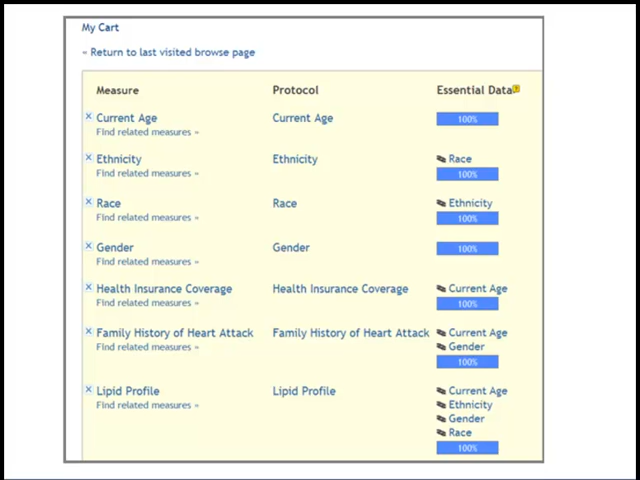 My Cart
« Return to last visited browse page
Measure Protocol Essential Data?
Current Age Current Age 100%
Find related measures »
Ethnicity Ethnicity Race
Find related measures » 100%
Race Race Ethnicity
Find related measures » 100%
Gender Gender 100%
Find related measures »
Health Insurance Coverage Health Insurance Coverage Current Age
Find related measures » 100%
Family History of Heart Attack Family History of Heart Attack Current Age
Find related measures » Gender
100%
Lipid Profile Lipid Profile Current Age
Find related measures » Ethnicity
Gender
Race
100%